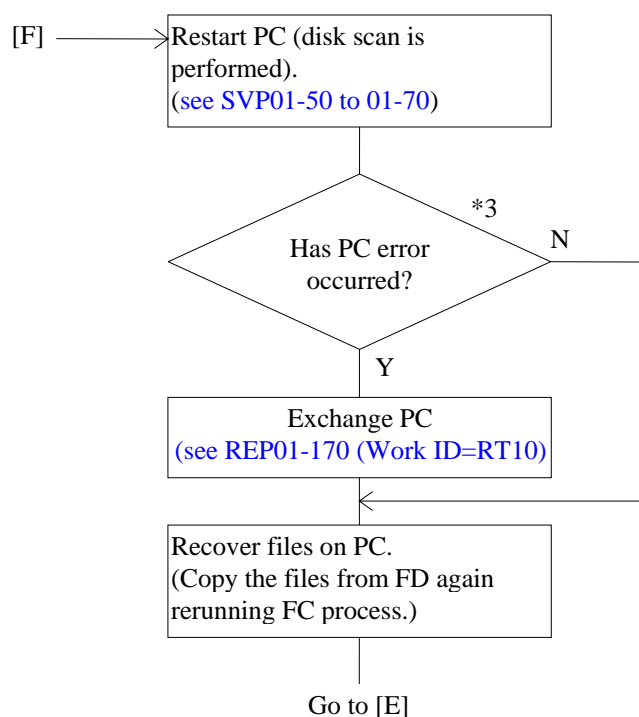 [F]
Restart PC (disk scan is
performed).
(see SVP01-50 to 01-70)
*3
Has PC error
occurred?
N
Y
Exchange PC
(see REP01-170 (Work ID=RT10)
Recover files on PC.
(Copy the files from FD again
rerunning FC process.)
Go to [E]